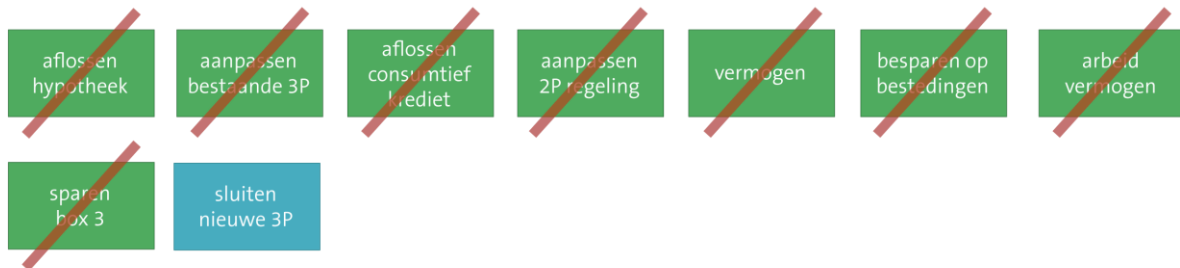 aflossen
hypotheek
aanpassen
bestaande 3P
aflossen
consumtief
krediet
aanpassen
2P regeling
vermogen
besparen op
bestedingen
arbeid
vermogen
sparen
box 3
sluiten
nieuwe 3P